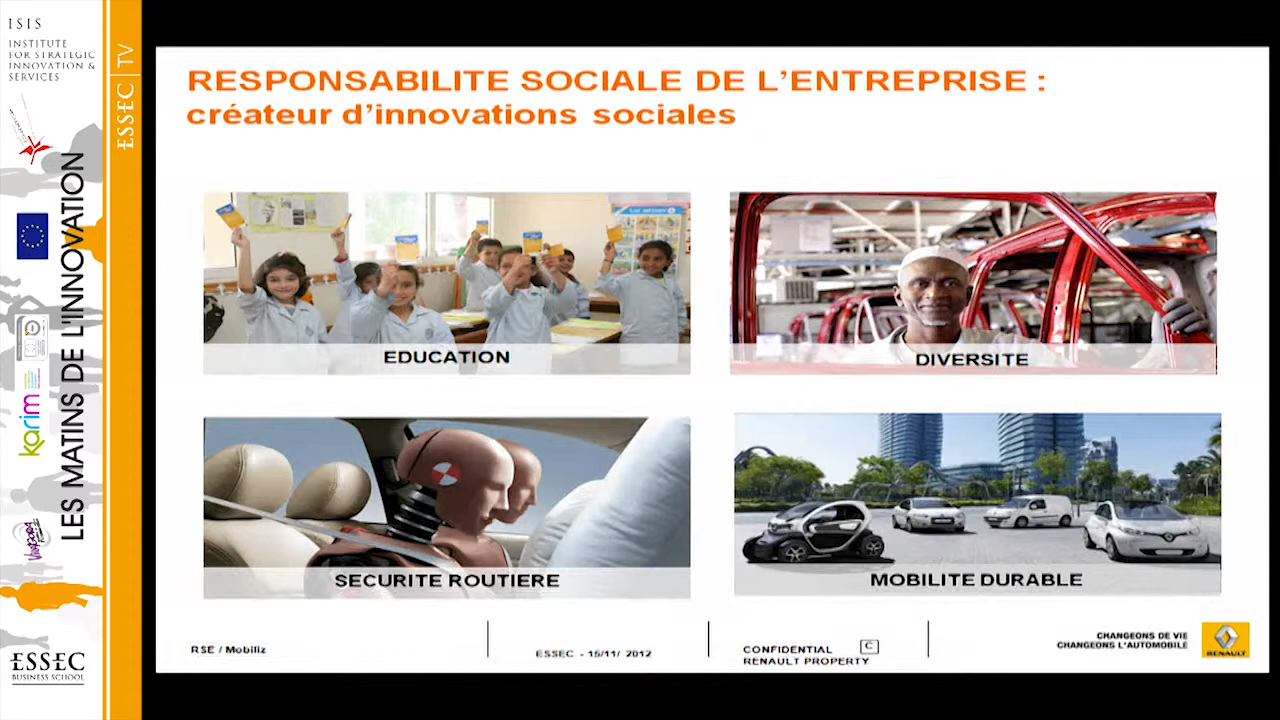 ISIS
INSTITUTE
FOR STRATEGIC
INNOVATION &
SERVICES
ESSEC | TV
LES MATINS DE L'INNOVATION
karim
ESSEC
BUSINESS SCHOOL
RESPONSABILITE SOCIALE DE L'ENTREPRISE :
créateur d'innovations sociales
EDUCATION
DIVERSITE
SECURITE ROUTIERE
MOBILITE DURABLE
RSE / Mobiliz
ESSEC - 15/11/ 2012
CONFIDENTIAL C
RENAULT PROPERTY
CHANGEONS DE VIE
CHANGEONS L'AUTOMOBILE
RENAULT